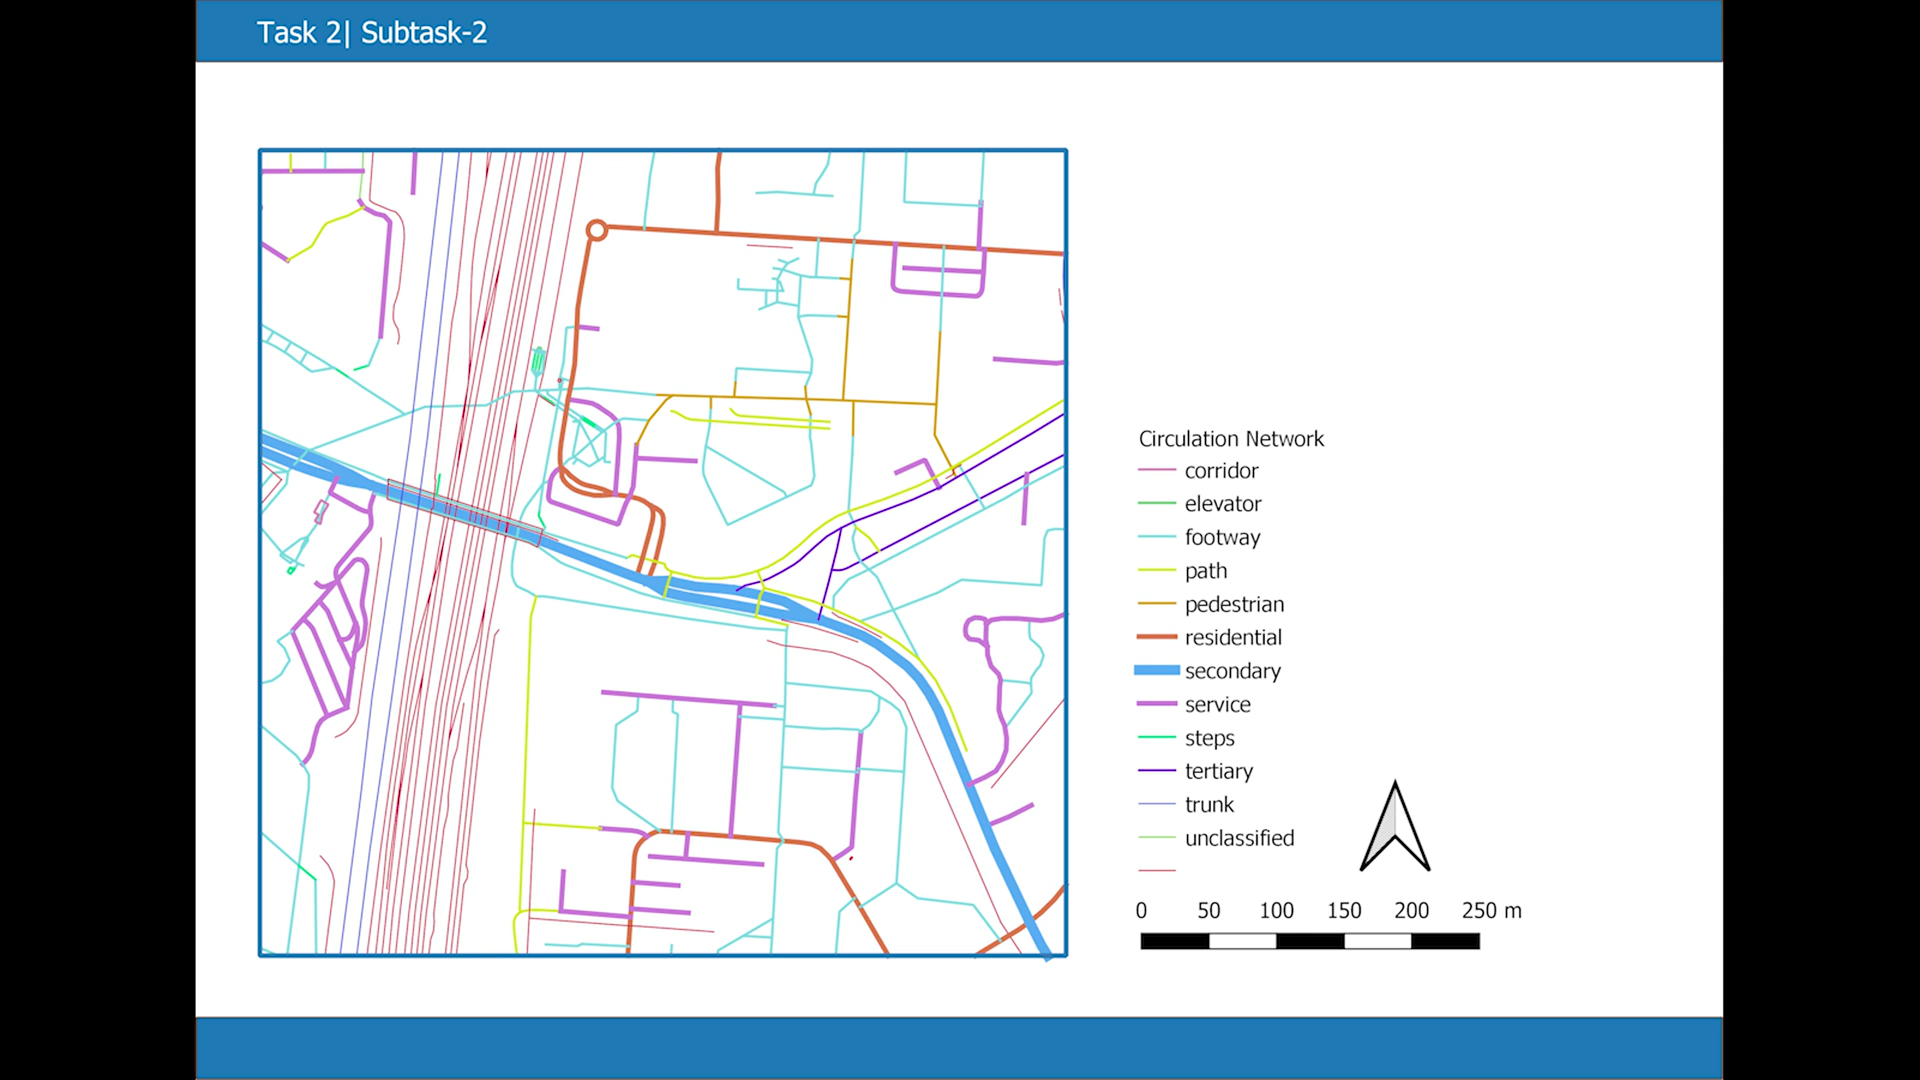 Task 2| Subtask-2
Circulation Network
corridor
elevator
footway
path
pedestrian
residential
secondary
service
steps
tertiary
trunk
unclassified
0 50 100 150 200 250 m